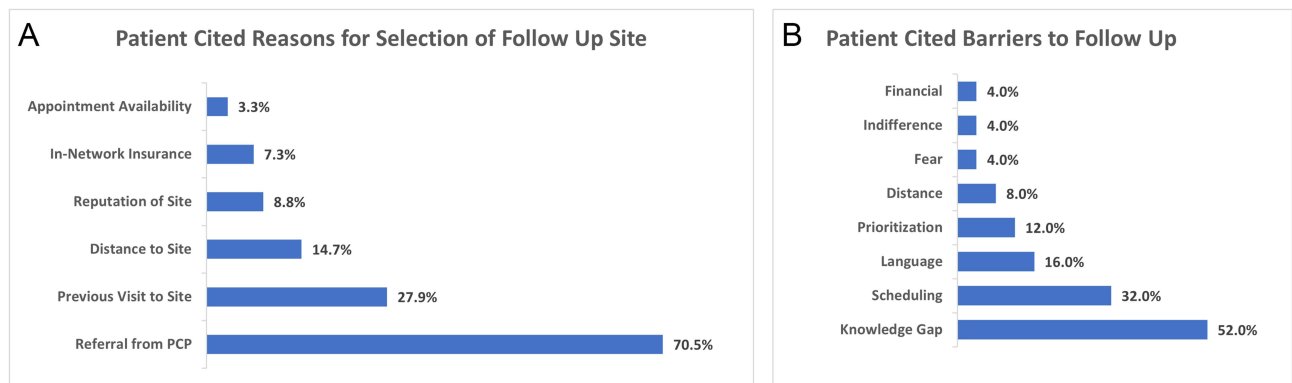 A
Patient Cited Reasons for Selection of Follow Up Site
Appointment Availability 3.3%
In-Network Insurance 7.3%
Reputation of Site 8.8%
Distance to Site 14.7%
Previous Visit to Site 27.9%
Referral from PCP 70.5%
B
Patient Cited Barriers to Follow Up
Financial 4.0%
Indifference 4.0%
Fear 4.0%
Distance 8.0%
Prioritization 12.0%
Language 16.0%
Scheduling 32.0%
Knowledge Gap 52.0%